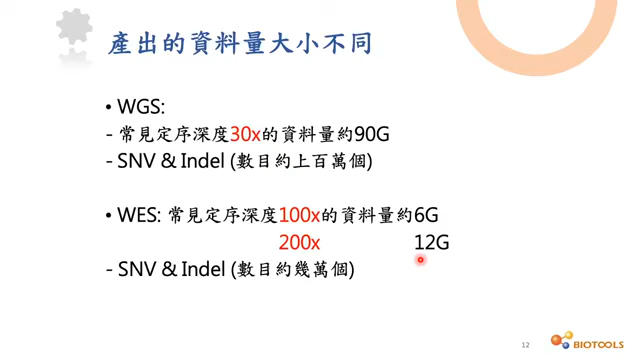 產出的資料量大小不同
• WGS:
- 常見定序深度30x的資料量約90G
- SNV & Indel (數目約上百萬個)
• WES: 常見定序深度100x的資料量約6G
200x 12G
- SNV & Indel (數目約幾萬個)
12
BIOTOOLS